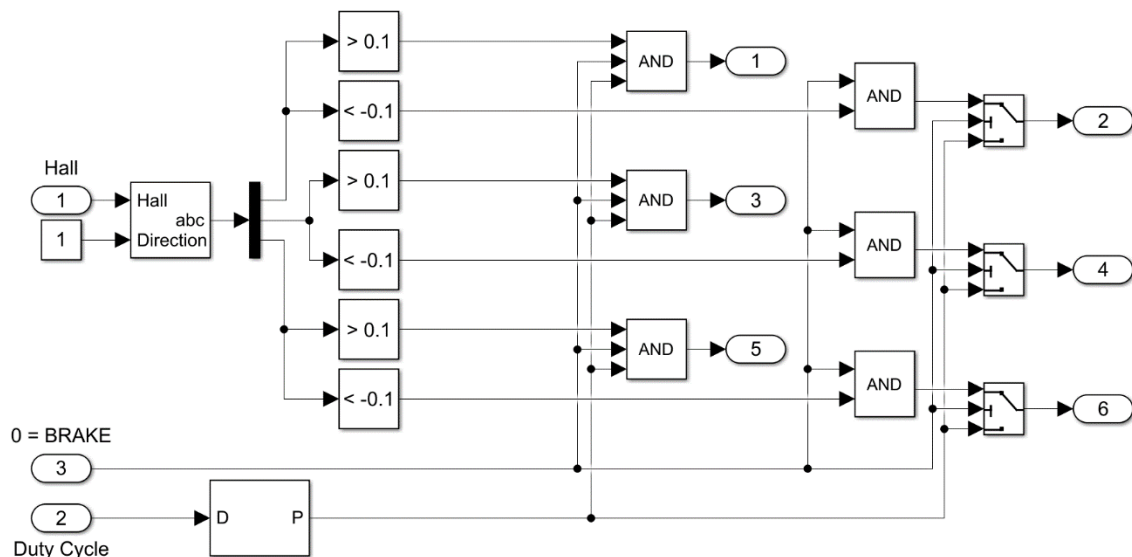 > 0.1
AND
1
< -0.1
AND
2
Hall
1
Hall
abc
Direction
1
> 0.1
AND
3
< -0.1
AND
4
> 0.1
AND
5
< -0.1
AND
6
0 = BRAKE
3
2
D
P
Duty Cycle